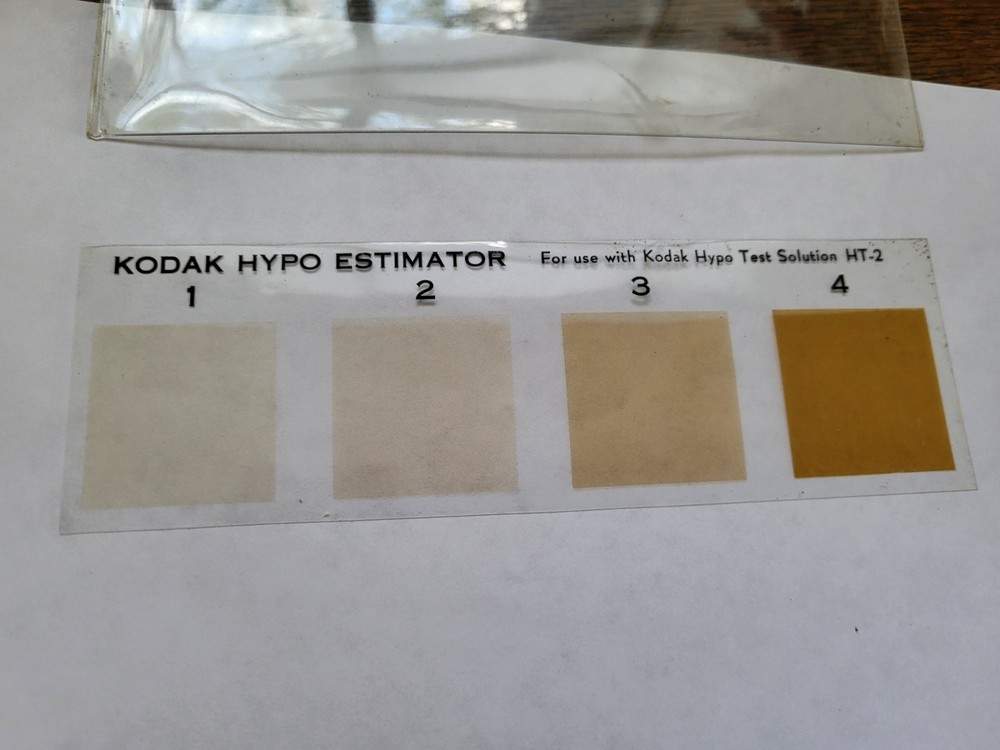 KODAK HYPO ESTIMATOR For use with Kodak Hypo Test Solution HT-2
1 2 3 4